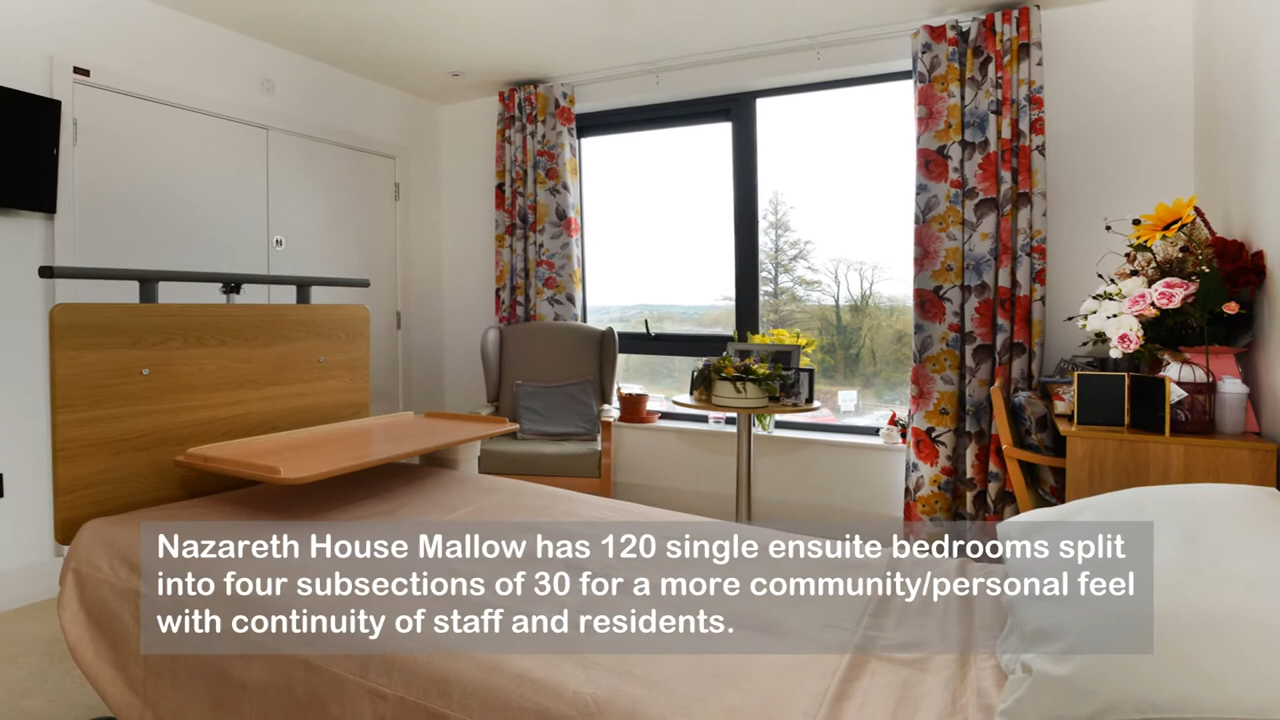 Nazareth House Mallow has 120 single ensuite bedrooms split
into four subsections of 30 for a more community/personal feel
with continuity of staff and residents.